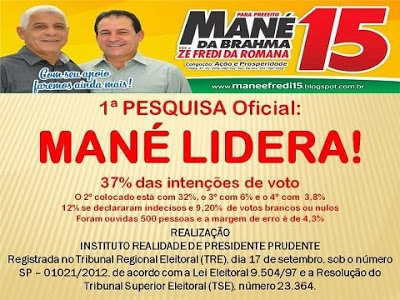 PARA PREFEITO
MANÉ
DA BRAHMA
VICE
ZÉ FREDI DA ROMANA
15
Coligação: Ação e Prosperidade
Com seu apoio
faremos ainda mais!
www.maneefredi15.blogspot.com.br
1ª PESQUISA Oficial:
MANÉ LIDERA!
37% das intenções de voto
O 2º colocado está com 32%, o 3º com 6% e o 4º com 3,8%
12% se declararam indecisos e 9,20% de votos brancos ou nulos
Foram ouvidas 500 pessoas e a margem de erro é de 4,3%
REALIZAÇÃO
INSTITUTO REALIDADE DE PRESIDENTE PRUDENTE
Registrada no Tribunal Regional Eleitoral (TRE), dia 17 de setembro, sob o número
SP – 01021/2012, de acordo com a Lei Eleitoral 9.504/97 e a Resolução do
Tribunal Superior Eleitoral (TSE), número 23.364.